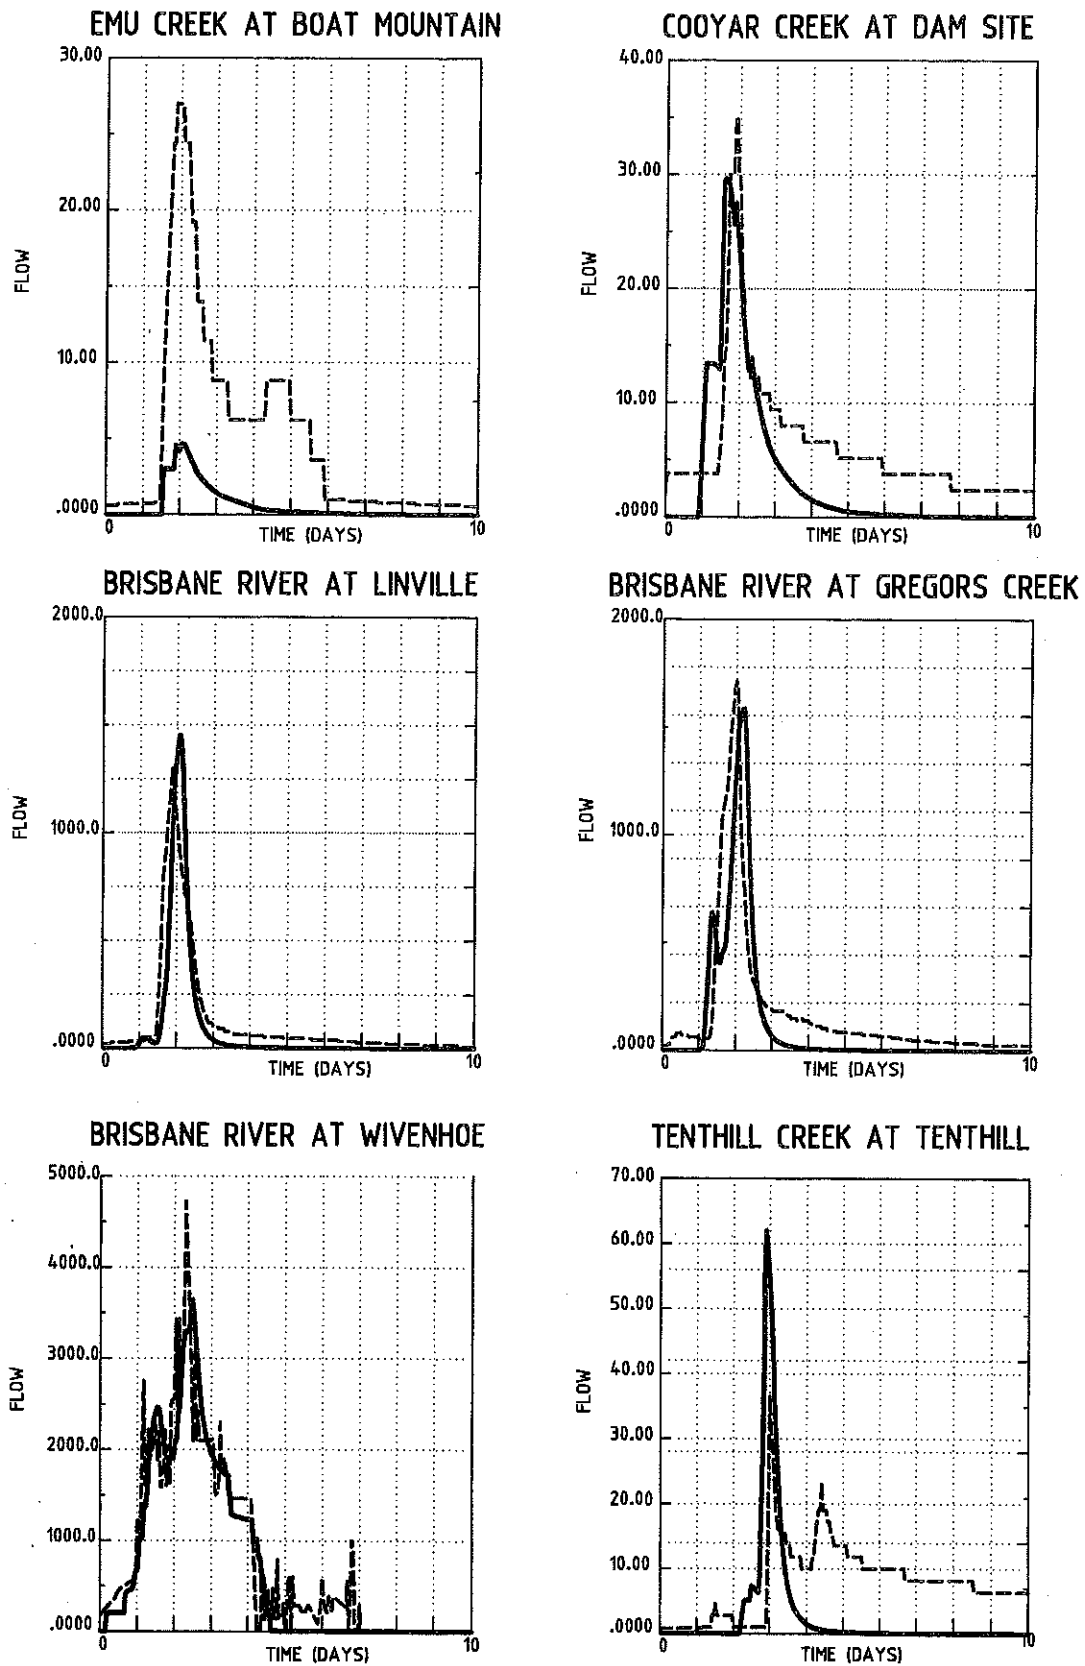 EMU CREEK AT BOAT MOUNTAIN
30.00
20.00
10.00
.0000
FLOW
0
TIME (DAYS)
10
COOYAR CREEK AT DAM SITE
40.00
30.00
20.00
10.00
.0000
FLOW
0
TIME (DAYS)
10
BRISBANE RIVER AT LINVILLE
2000.0
1000.0
.0000
FLOW
0
TIME (DAYS)
10
BRISBANE RIVER AT GREGORS CREEK
2000.0
1000.0
.0000
FLOW
0
TIME (DAYS)
10
BRISBANE RIVER AT WIVENHOE
5000.0
4000.0
3000.0
2000.0
1000.0
.0000
FLOW
0
TIME (DAYS)
10
TENTHILL CREEK AT TENTHILL
70.00
60.00
50.00
40.00
30.00
20.00
10.00
.0000
FLOW
0
TIME (DAYS)
10